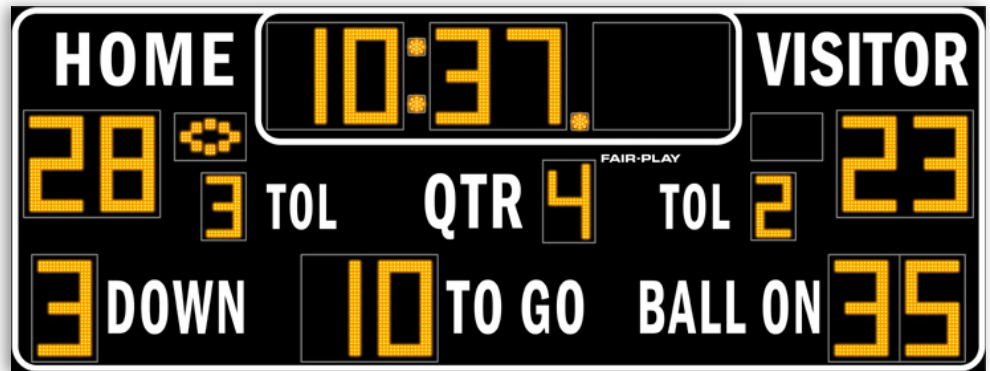 HOME 10:37. VISITOR
28 23
FAIR-PLAY
3 TOL QTR 4 TOL 2
3 DOWN 10 TO GO BALL ON 35